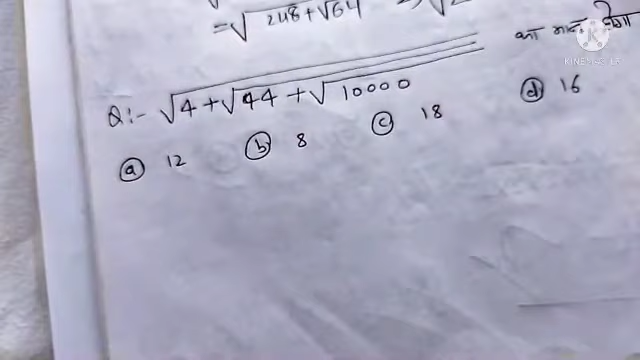 = √248 + √64
Q:- √4 + √44 + √10000 का मान होगा
(a) 12 (b) 8 (c) 18 (d) 16
KINEMASTER